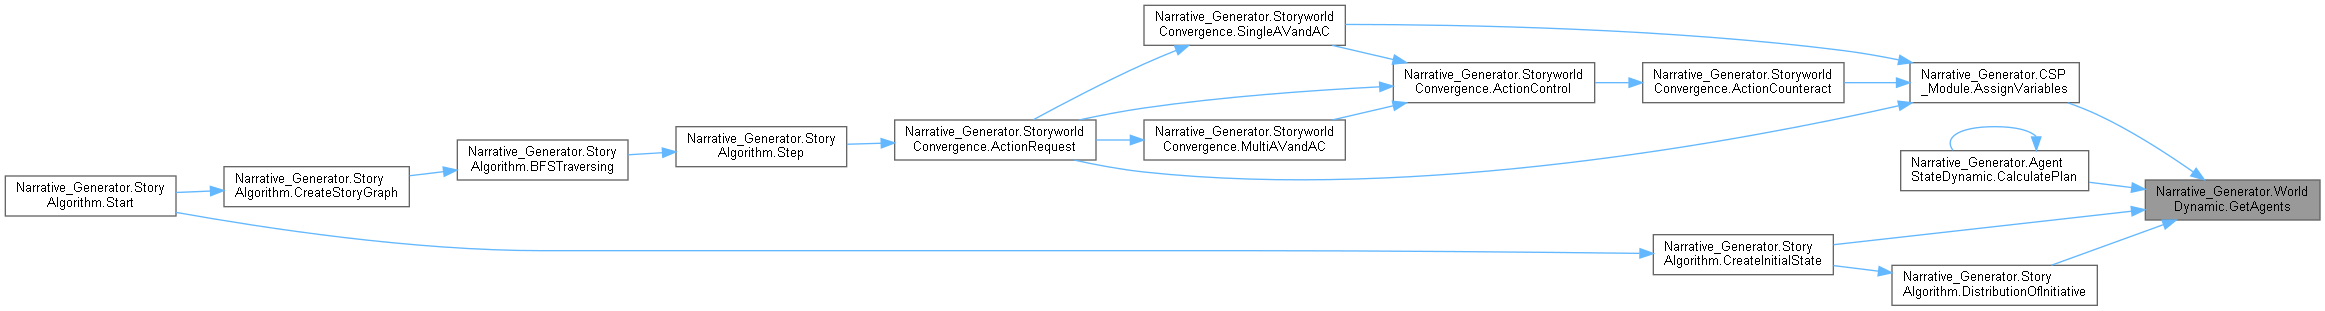 Narrative_Generator.Storyworld
Convergence.SingleAVandAC
Narrative_Generator.Storyworld
Convergence.ActionControl
Narrative_Generator.Storyworld
Convergence.ActionCounteract
Narrative_Generator.CSP
_Module.AssignVariables
Narrative_Generator.Storyworld
Convergence.ActionRequest
Narrative_Generator.Storyworld
Convergence.MultiAVandAC
Narrative_Generator.Story
Algorithm.Step
Narrative_Generator.Story
Algorithm.BFSTraversing
Narrative_Generator.Story
Algorithm.CreateStoryGraph
Narrative_Generator.Story
Algorithm.Start
Narrative_Generator.Agent
StateDynamic.CalculatePlan
Narrative_Generator.World
Dynamic.GetAgents
Narrative_Generator.Story
Algorithm.CreateInitialState
Narrative_Generator.Story
Algorithm.DistributionOfInitiative